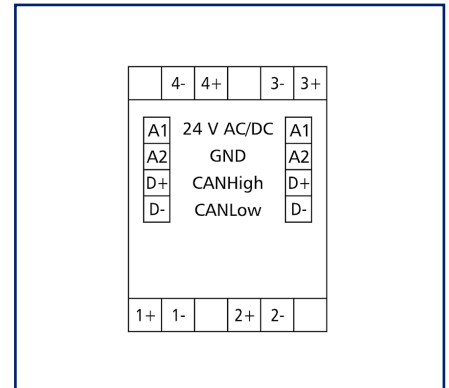 4- 4+ 3- 3+
A1 24 V AC/DC A1
A2 GND A2
D+ CANHigh D+
D- CANLow D-
1+ 1- 2+ 2-